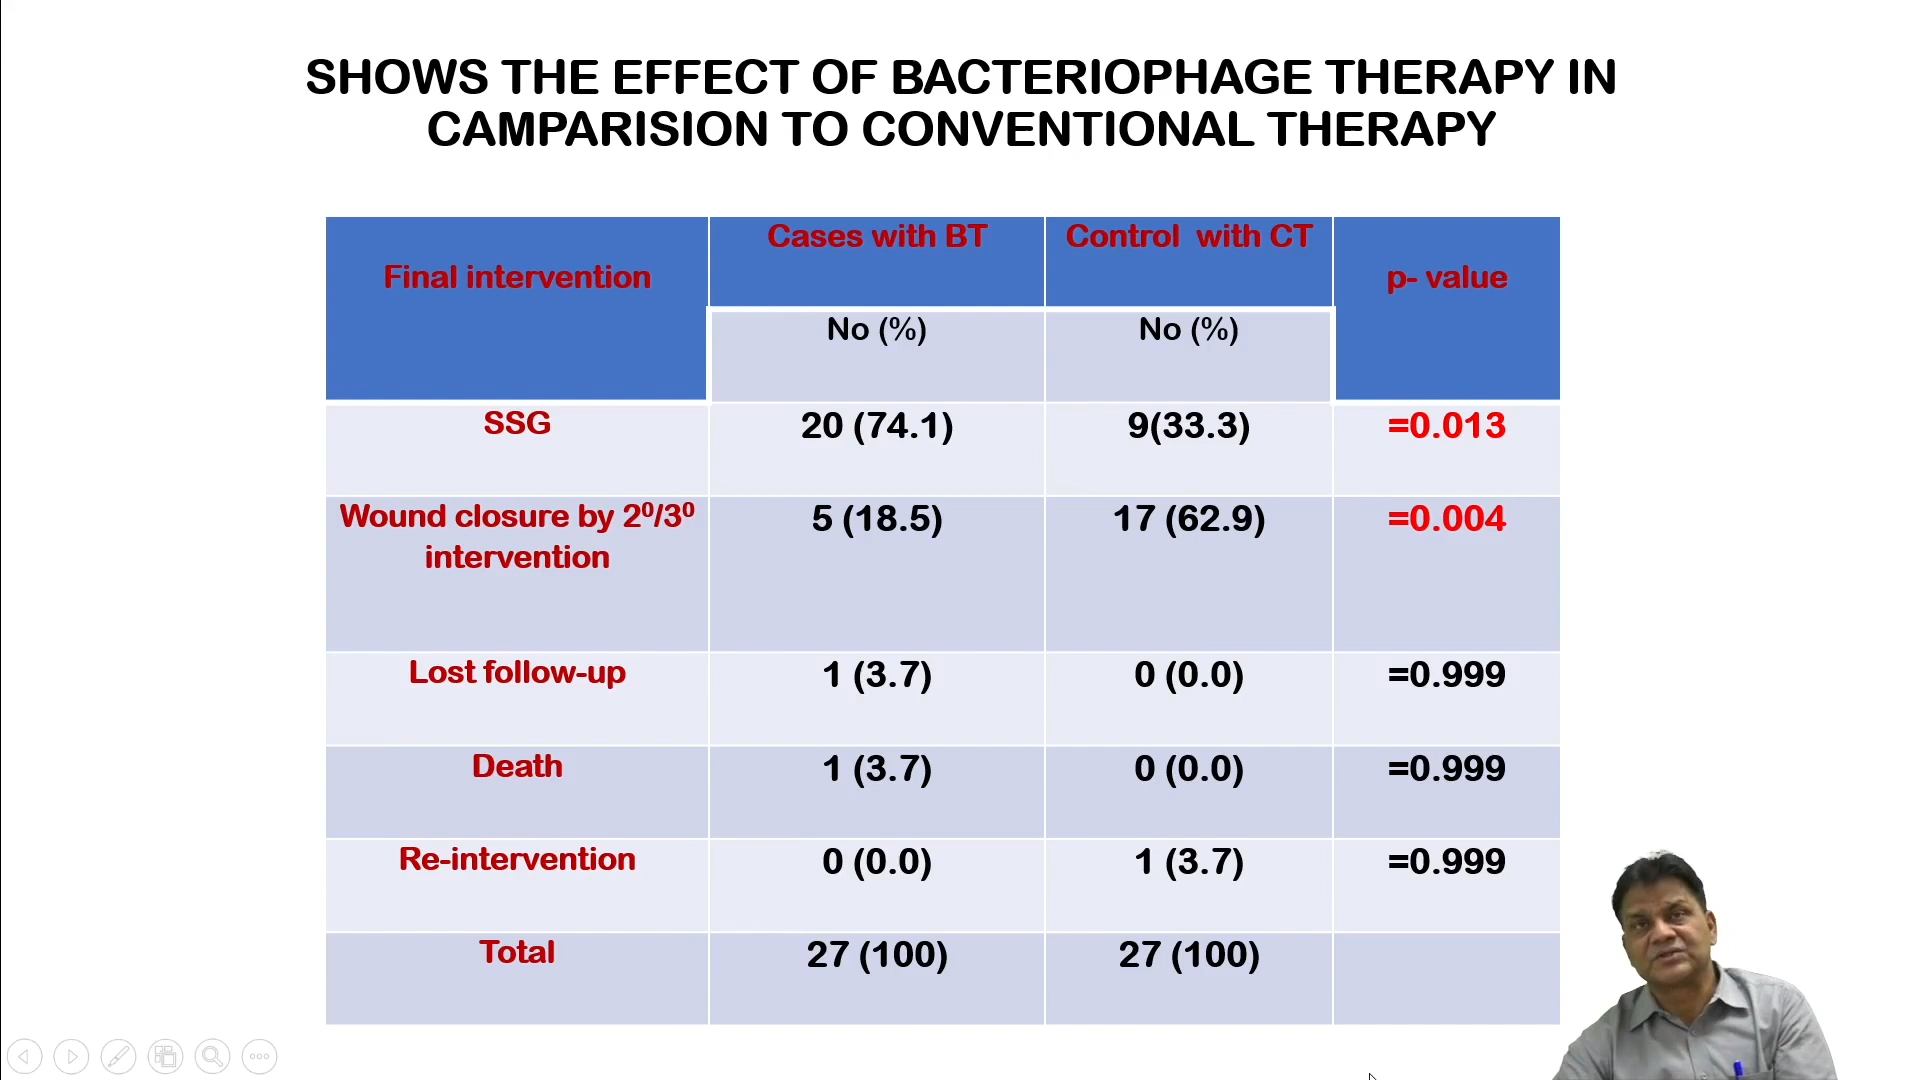 SHOWS THE EFFECT OF BACTERIOPHAGE THERAPY IN
CAMPARISION TO CONVENTIONAL THERAPY
Final intervention
Cases with BT
Control with CT
p- value
No (%)
No (%)
SSG
20 (74.1)
9(33.3)
=0.013
Wound closure by 2⁰/3⁰
intervention
5 (18.5)
17 (62.9)
=0.004
Lost follow-up
1 (3.7)
0 (0.0)
=0.999
Death
1 (3.7)
0 (0.0)
=0.999
Re-intervention
0 (0.0)
1 (3.7)
=0.999
Total
27 (100)
27 (100)